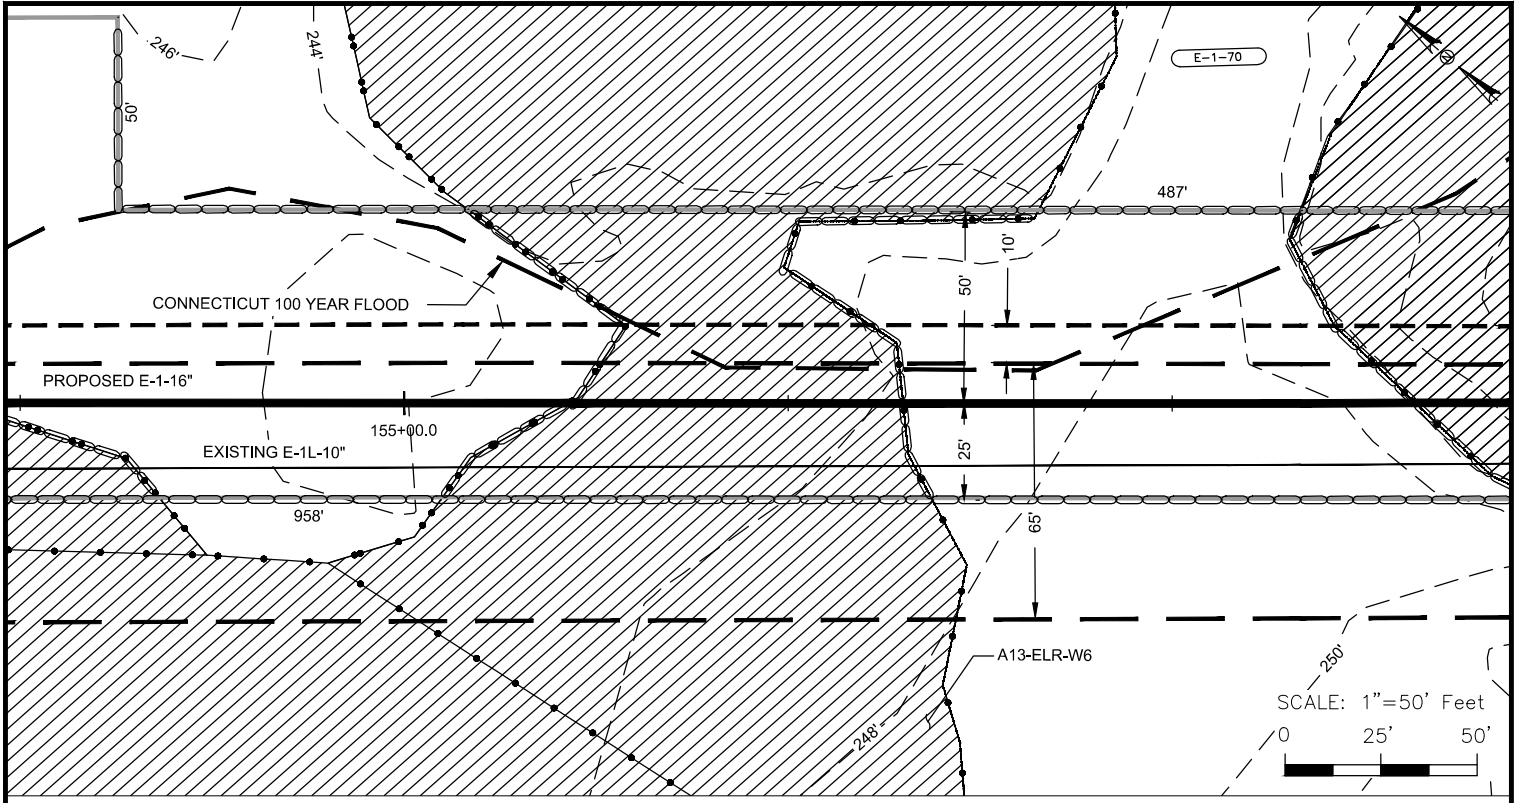 246'
244'
E-1-70
N
50'
487'
10'
50'
CONNECTICUT 100 YEAR FLOOD
PROPOSED E-1-16"
155+00.0
EXISTING E-1L-10"
25'
958'
65'
A13-ELR-W6
250'
248'
SCALE: 1"=50' Feet
0 25' 50'